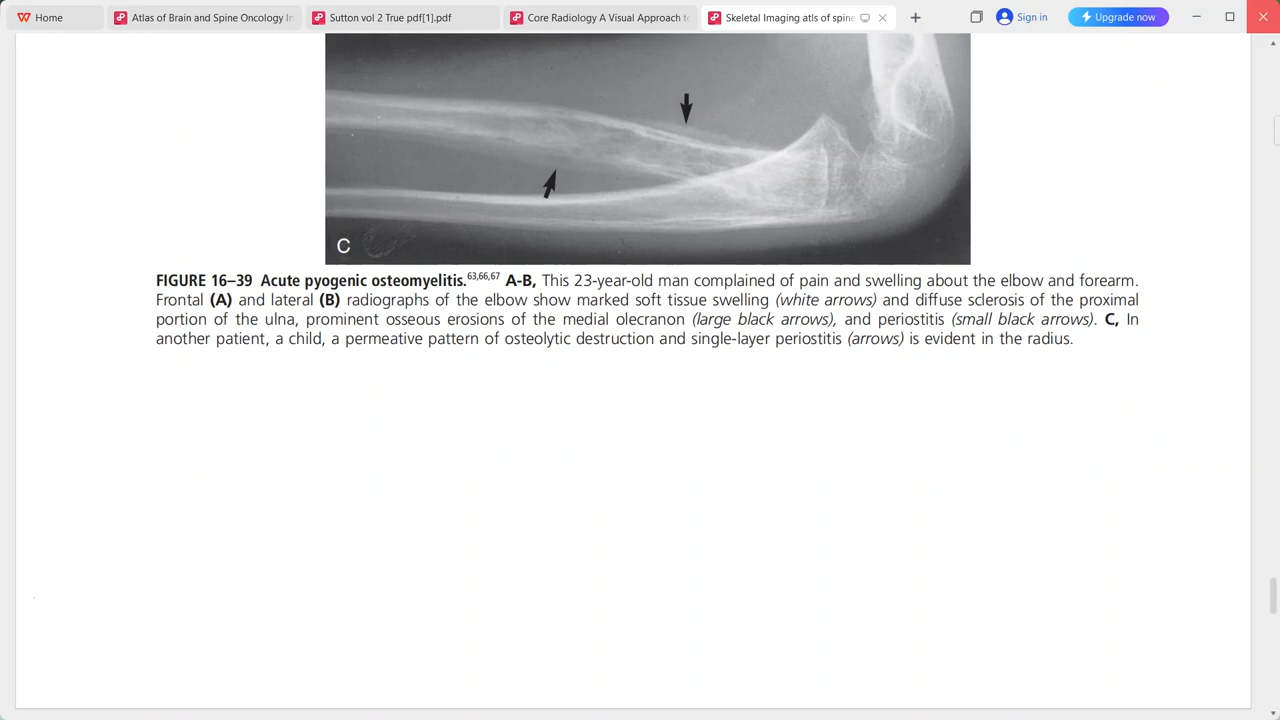 Home
Atlas of Brain and Spine Oncology In
Sutton vol 2 True pdf[1].pdf
Core Radiology A Visual Approach to
Skeletal Imaging atls of spine
Sign in
Upgrade now
C
FIGURE 16–39 Acute pyogenic osteomyelitis.63,66,67 A-B, This 23-year-old man complained of pain and swelling about the elbow and forearm.
Frontal (A) and lateral (B) radiographs of the elbow show marked soft tissue swelling (white arrows) and diffuse sclerosis of the proximal
portion of the ulna, prominent osseous erosions of the medial olecranon (large black arrows), and periostitis (small black arrows). C, In
another patient, a child, a permeative pattern of osteolytic destruction and single-layer periostitis (arrows) is evident in the radius.